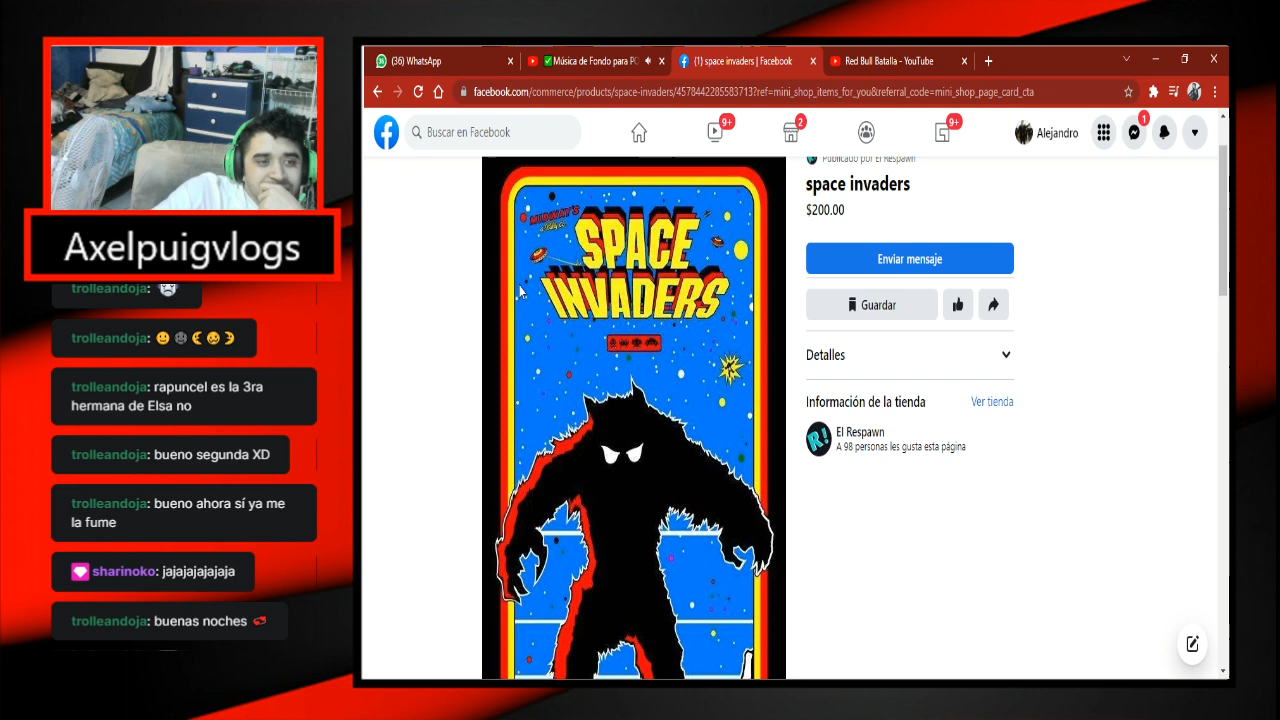 Axelpuigvlogs
trolleandoja:
trolleandoja:
trolleandoja: rapuncel es la 3ra
hermana de Elsa no
trolleandoja: bueno segunda XD
trolleandoja: bueno ahora sí ya me
la fume
sharinoko: jajajajajajaja
trolleandoja: buenas noches
(36) WhatsApp
Música de Fondo para PC
(1) space invaders | Facebook
Red Bull Batalla - YouTube
facebook.com/commerce/products/space-invaders/4578442285583713?ref=mini_shop_items_for_you&referral_code=mini_shop_page_card_cta
Buscar en Facebook
9+
2
9+
Alejandro
1
Publicado por El Respawn
space invaders
$200.00
Enviar mensaje
Guardar
Detalles
Información de la tienda
Ver tienda
R!
El Respawn
A 98 personas les gusta esta página
MIDWAY'S
SPACE
INVADERS